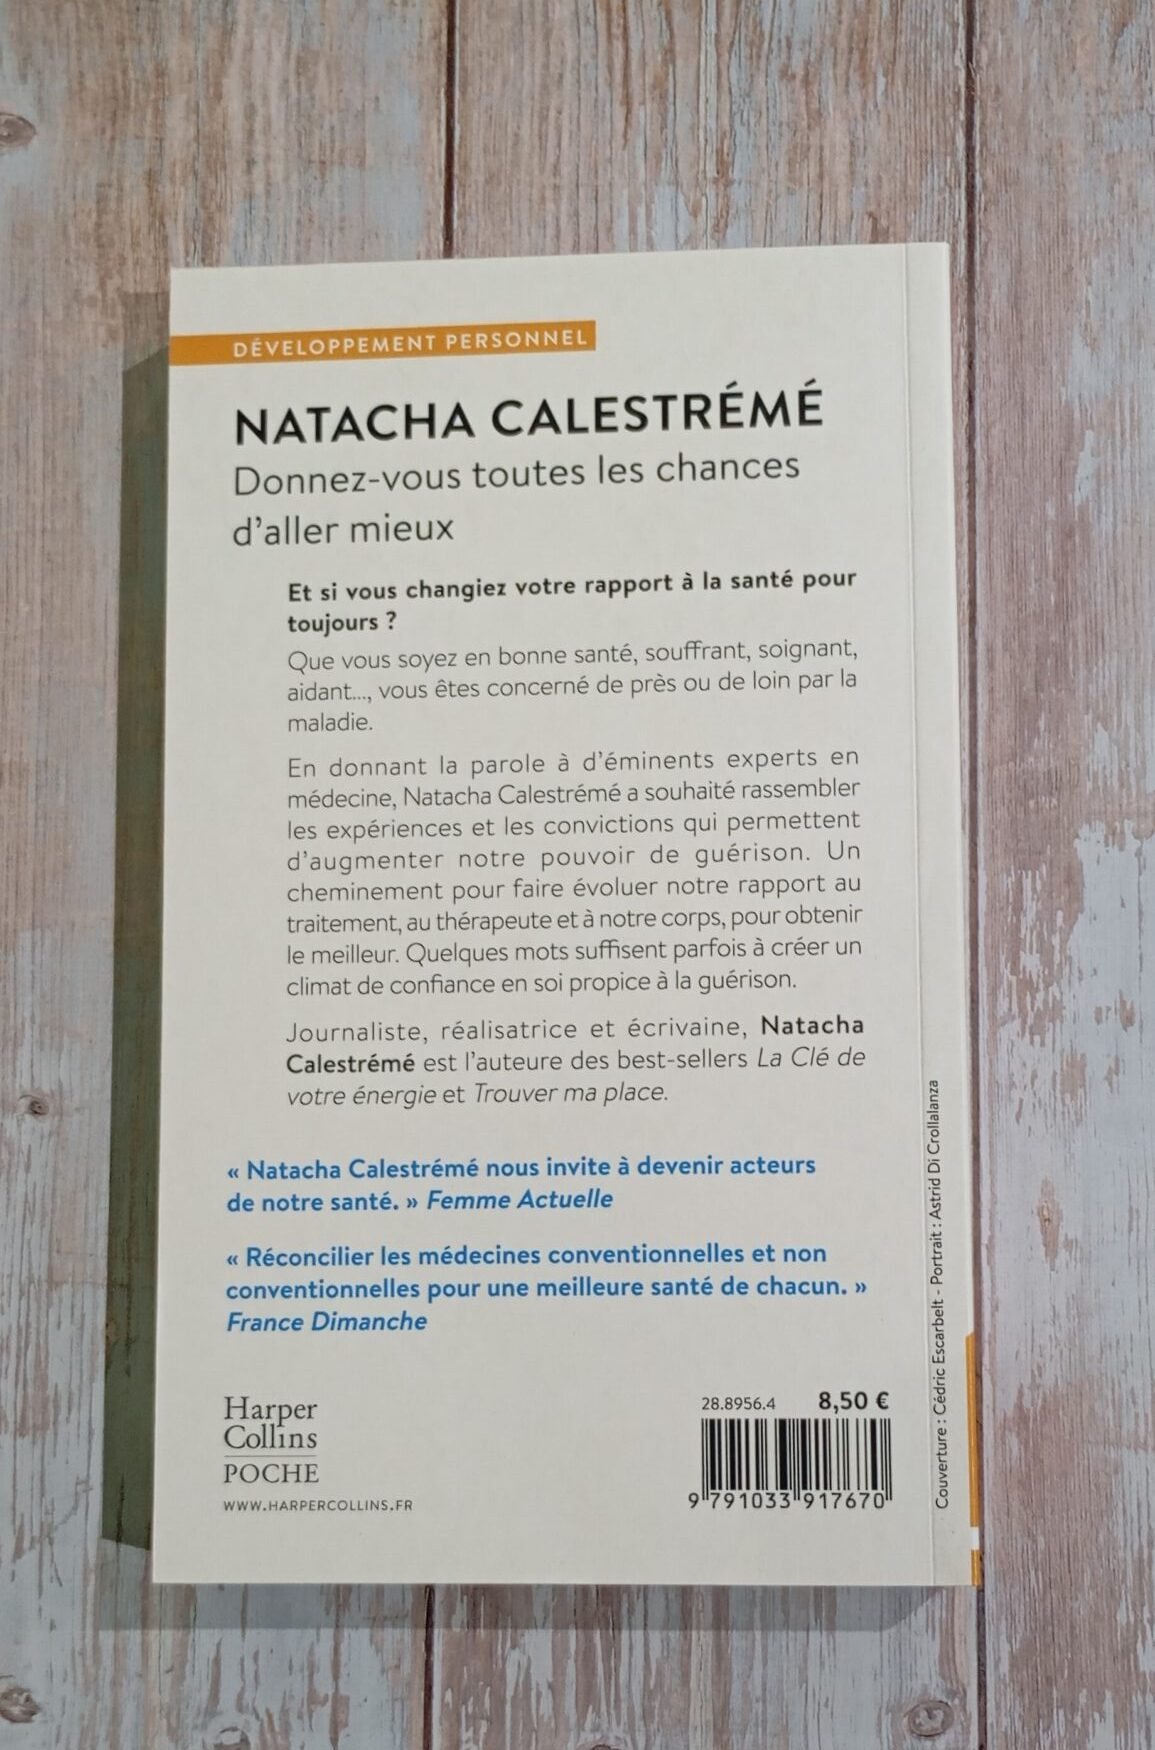 DÉVELOPPEMENT PERSONNEL
NATACHA CALESTRÉMÉ
Donnez-vous toutes les chances
d'aller mieux
Et si vous changiez votre rapport à la santé pour
toujours ?
Que vous soyez en bonne santé, souffrant, soignant,
aidant..., vous êtes concerné de près ou de loin par la
maladie.
En donnant la parole à d'éminents experts en
médecine, Natacha Calestrémé a souhaité rassembler
les expériences et les convictions qui permettent
d'augmenter notre pouvoir de guérison. Un
cheminement pour faire évoluer notre rapport au
traitement, au thérapeute et à notre corps, pour obtenir
le meilleur. Quelques mots suffisent parfois à créer un
climat de confiance en soi propice à la guérison.
Journaliste, réalisatrice et écrivaine, Natacha
Calestrémé est l'auteure des best-sellers La Clé de
votre énergie et Trouver ma place.
« Natacha Calestrémé nous invite à devenir acteurs
de notre santé. » Femme Actuelle
« Réconcilier les médecines conventionnelles et non
conventionnelles pour une meilleure santé de chacun. »
France Dimanche
Harper
Collins
POCHE
WWW.HARPERCOLLINS.FR
28.8956.4 8,50 €
9 791033 917670
Couverture : Cédric Escarbelt - Portrait : Astrid Di Crollalanza